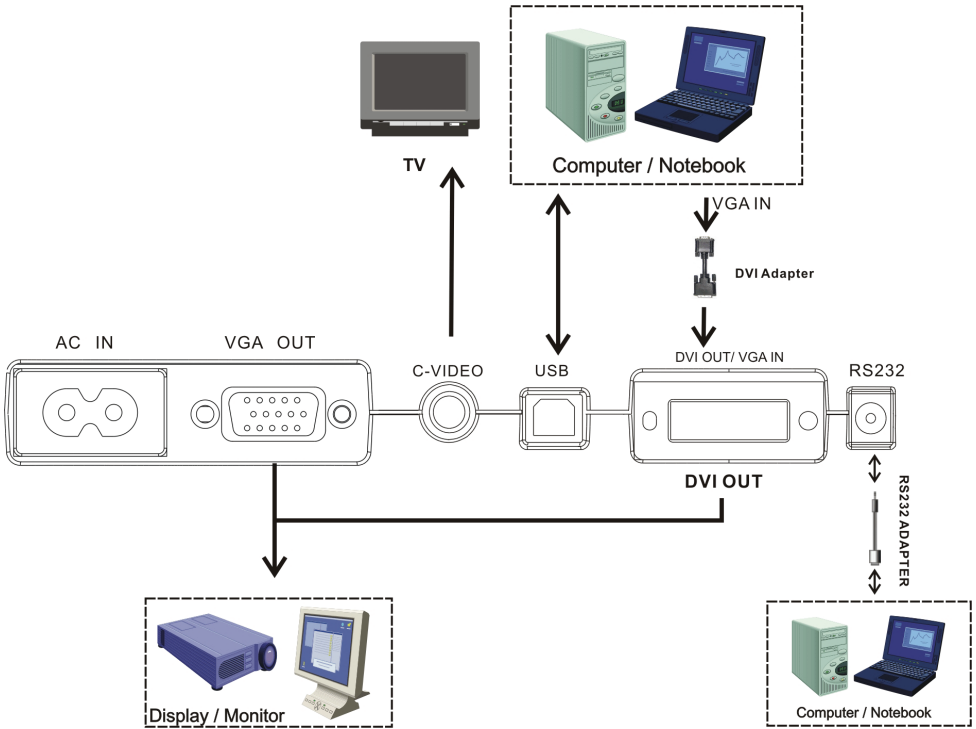 TV
Computer / Notebook
VGA IN
DVI Adapter
AC IN
VGA OUT
C-VIDEO
USB
DVI OUT/ VGA IN
RS232
DVI OUT
RS232 ADAPTER
Display / Monitor
Computer / Notebook